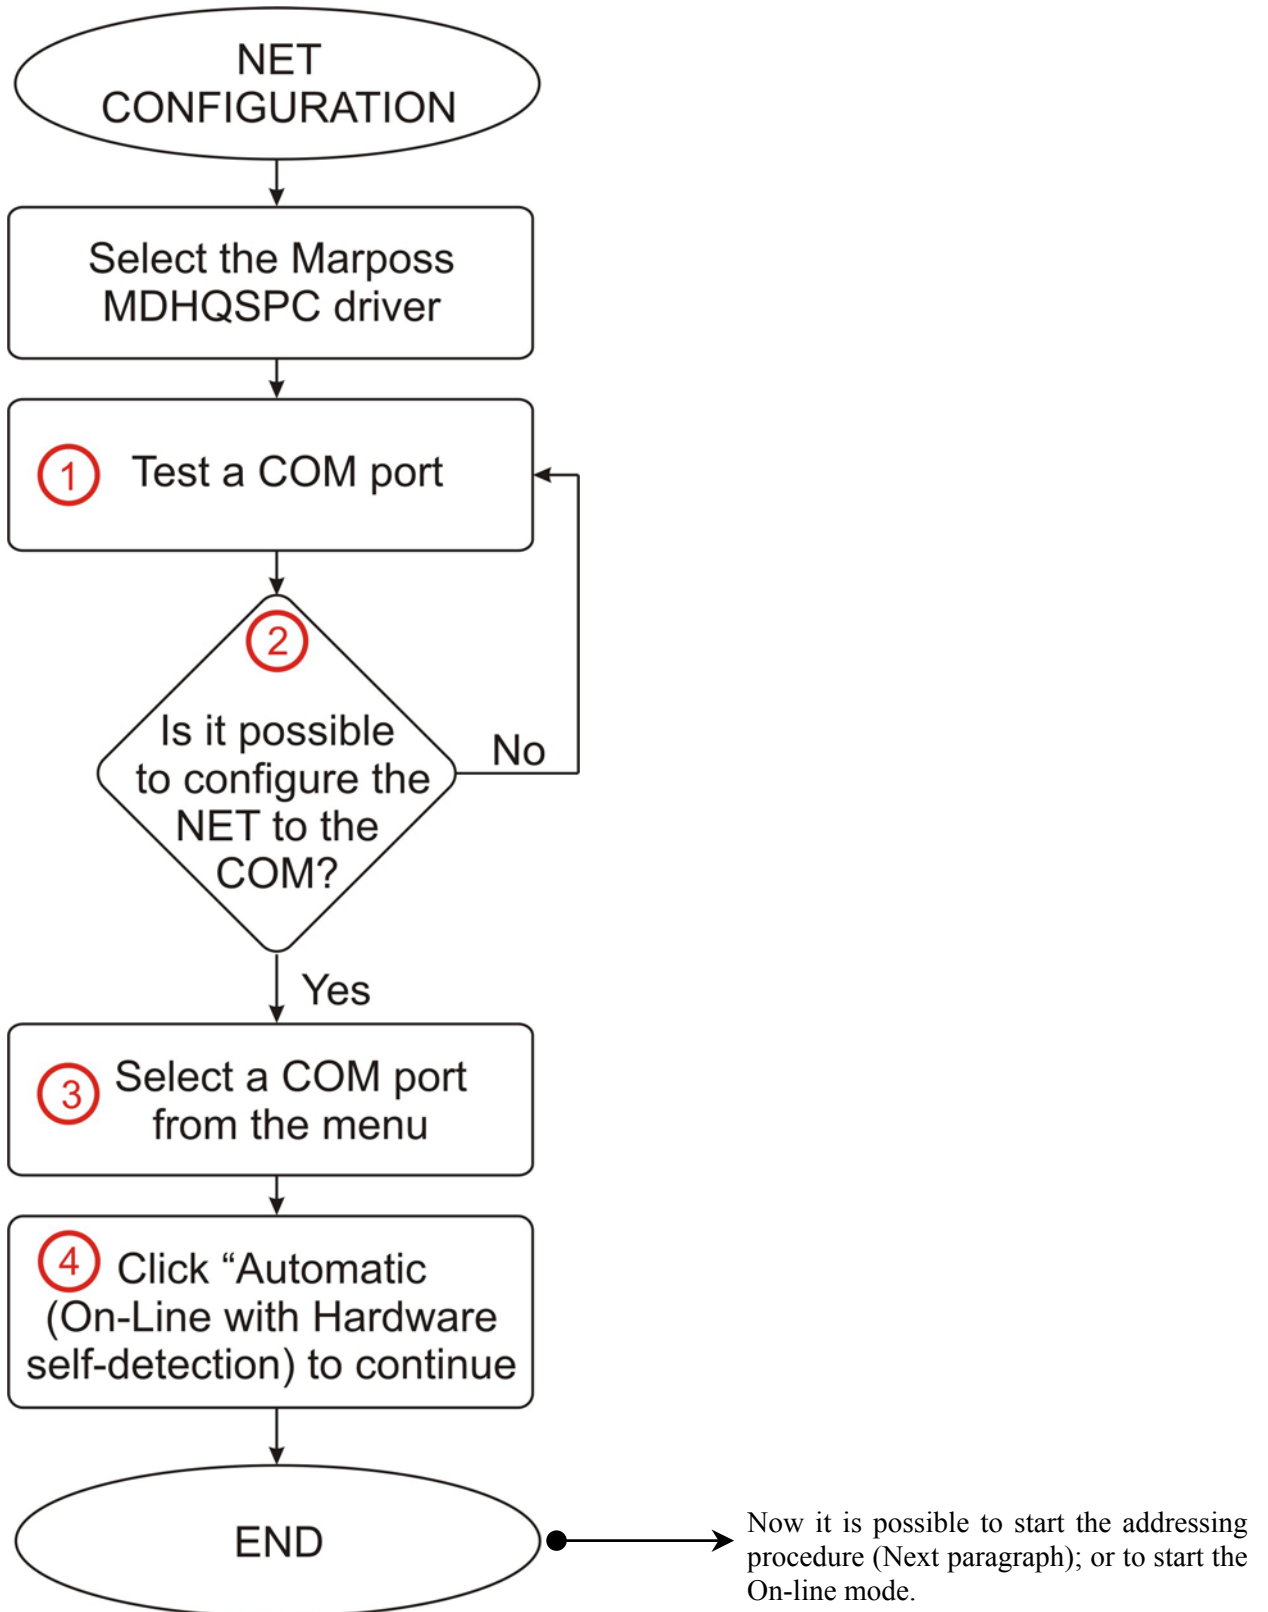 NET
CONFIGURATION
Select the Marposs
MDHQSPC driver
1
Test a COM port
2
Is it possible
to configure the
NET to the
COM?
No
Yes
3
Select a COM port
from the menu
4
Click “Automatic
(On-Line with Hardware
self-detection) to continue
END
Now it is possible to start the addressing
procedure (Next paragraph); or to start the
On-line mode.